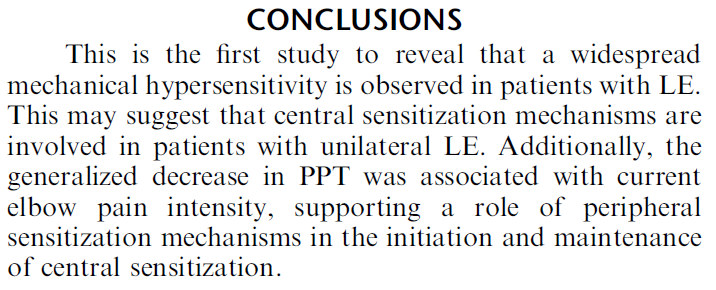 CONCLUSIONS
This is the first study to reveal that a widespread
mechanical hypersensitivity is observed in patients with LE.
This may suggest that central sensitization mechanisms are
involved in patients with unilateral LE. Additionally, the
generalized decrease in PPT was associated with current
elbow pain intensity, supporting a role of peripheral
sensitization mechanisms in the initiation and maintenance
of central sensitization.